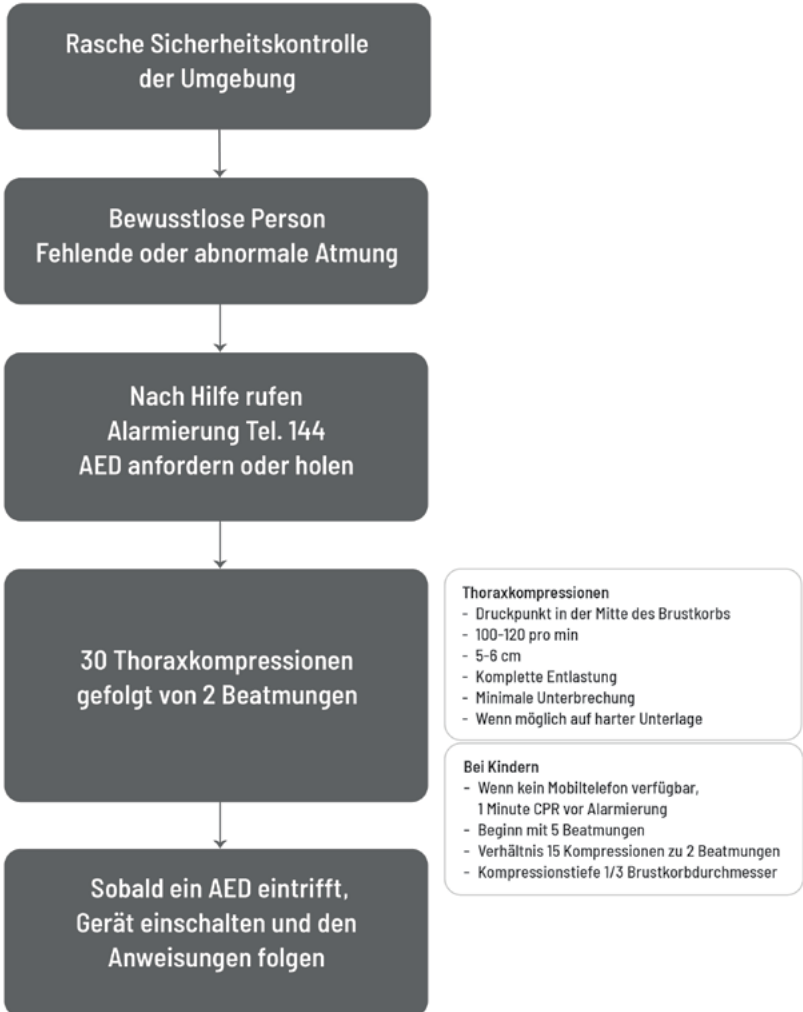 Rasche Sicherheitskontrolle
der Umgebung
Bewusstlose Person
Fehlende oder abnormale Atmung
Nach Hilfe rufen
Alarmierung Tel. 144
AED anfordern oder holen
30 Thoraxkompressionen
gefolgt von 2 Beatmungen
Thoraxkompressionen
- Druckpunkt in der Mitte des Brustkorbs
- 100-120 pro min
- 5-6 cm
- Komplette Entlastung
- Minimale Unterbrechung
- Wenn möglich auf harter Unterlage
Bei Kindern
- Wenn kein Mobiltelefon verfügbar,
1 Minute CPR vor Alarmierung
- Beginn mit 5 Beatmungen
- Verhältnis 15 Kompressionen zu 2 Beatmungen
- Kompressionstiefe 1/3 Brustkorbdurchmesser
Sobald ein AED eintrifft,
Gerät einschalten und den
Anweisungen folgen